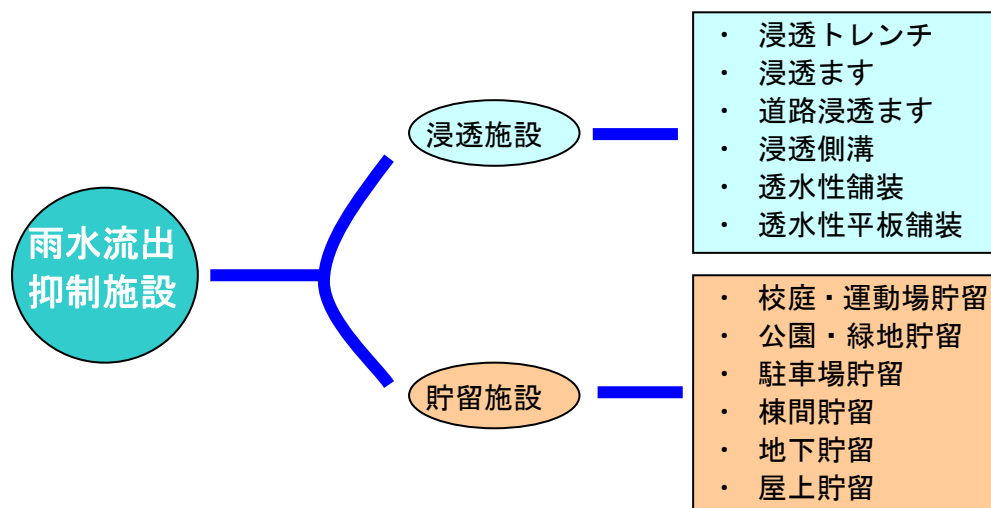 雨水流出
抑制施設
浸透施設
・ 浸透トレンチ
・ 浸透ます
・ 道路浸透ます
・ 浸透側溝
・ 透水性舗装
・ 透水性平板舗装
貯留施設
・ 校庭・運動場貯留
・ 公園・緑地貯留
・ 駐車場貯留
・ 棟間貯留
・ 地下貯留
・ 屋上貯留